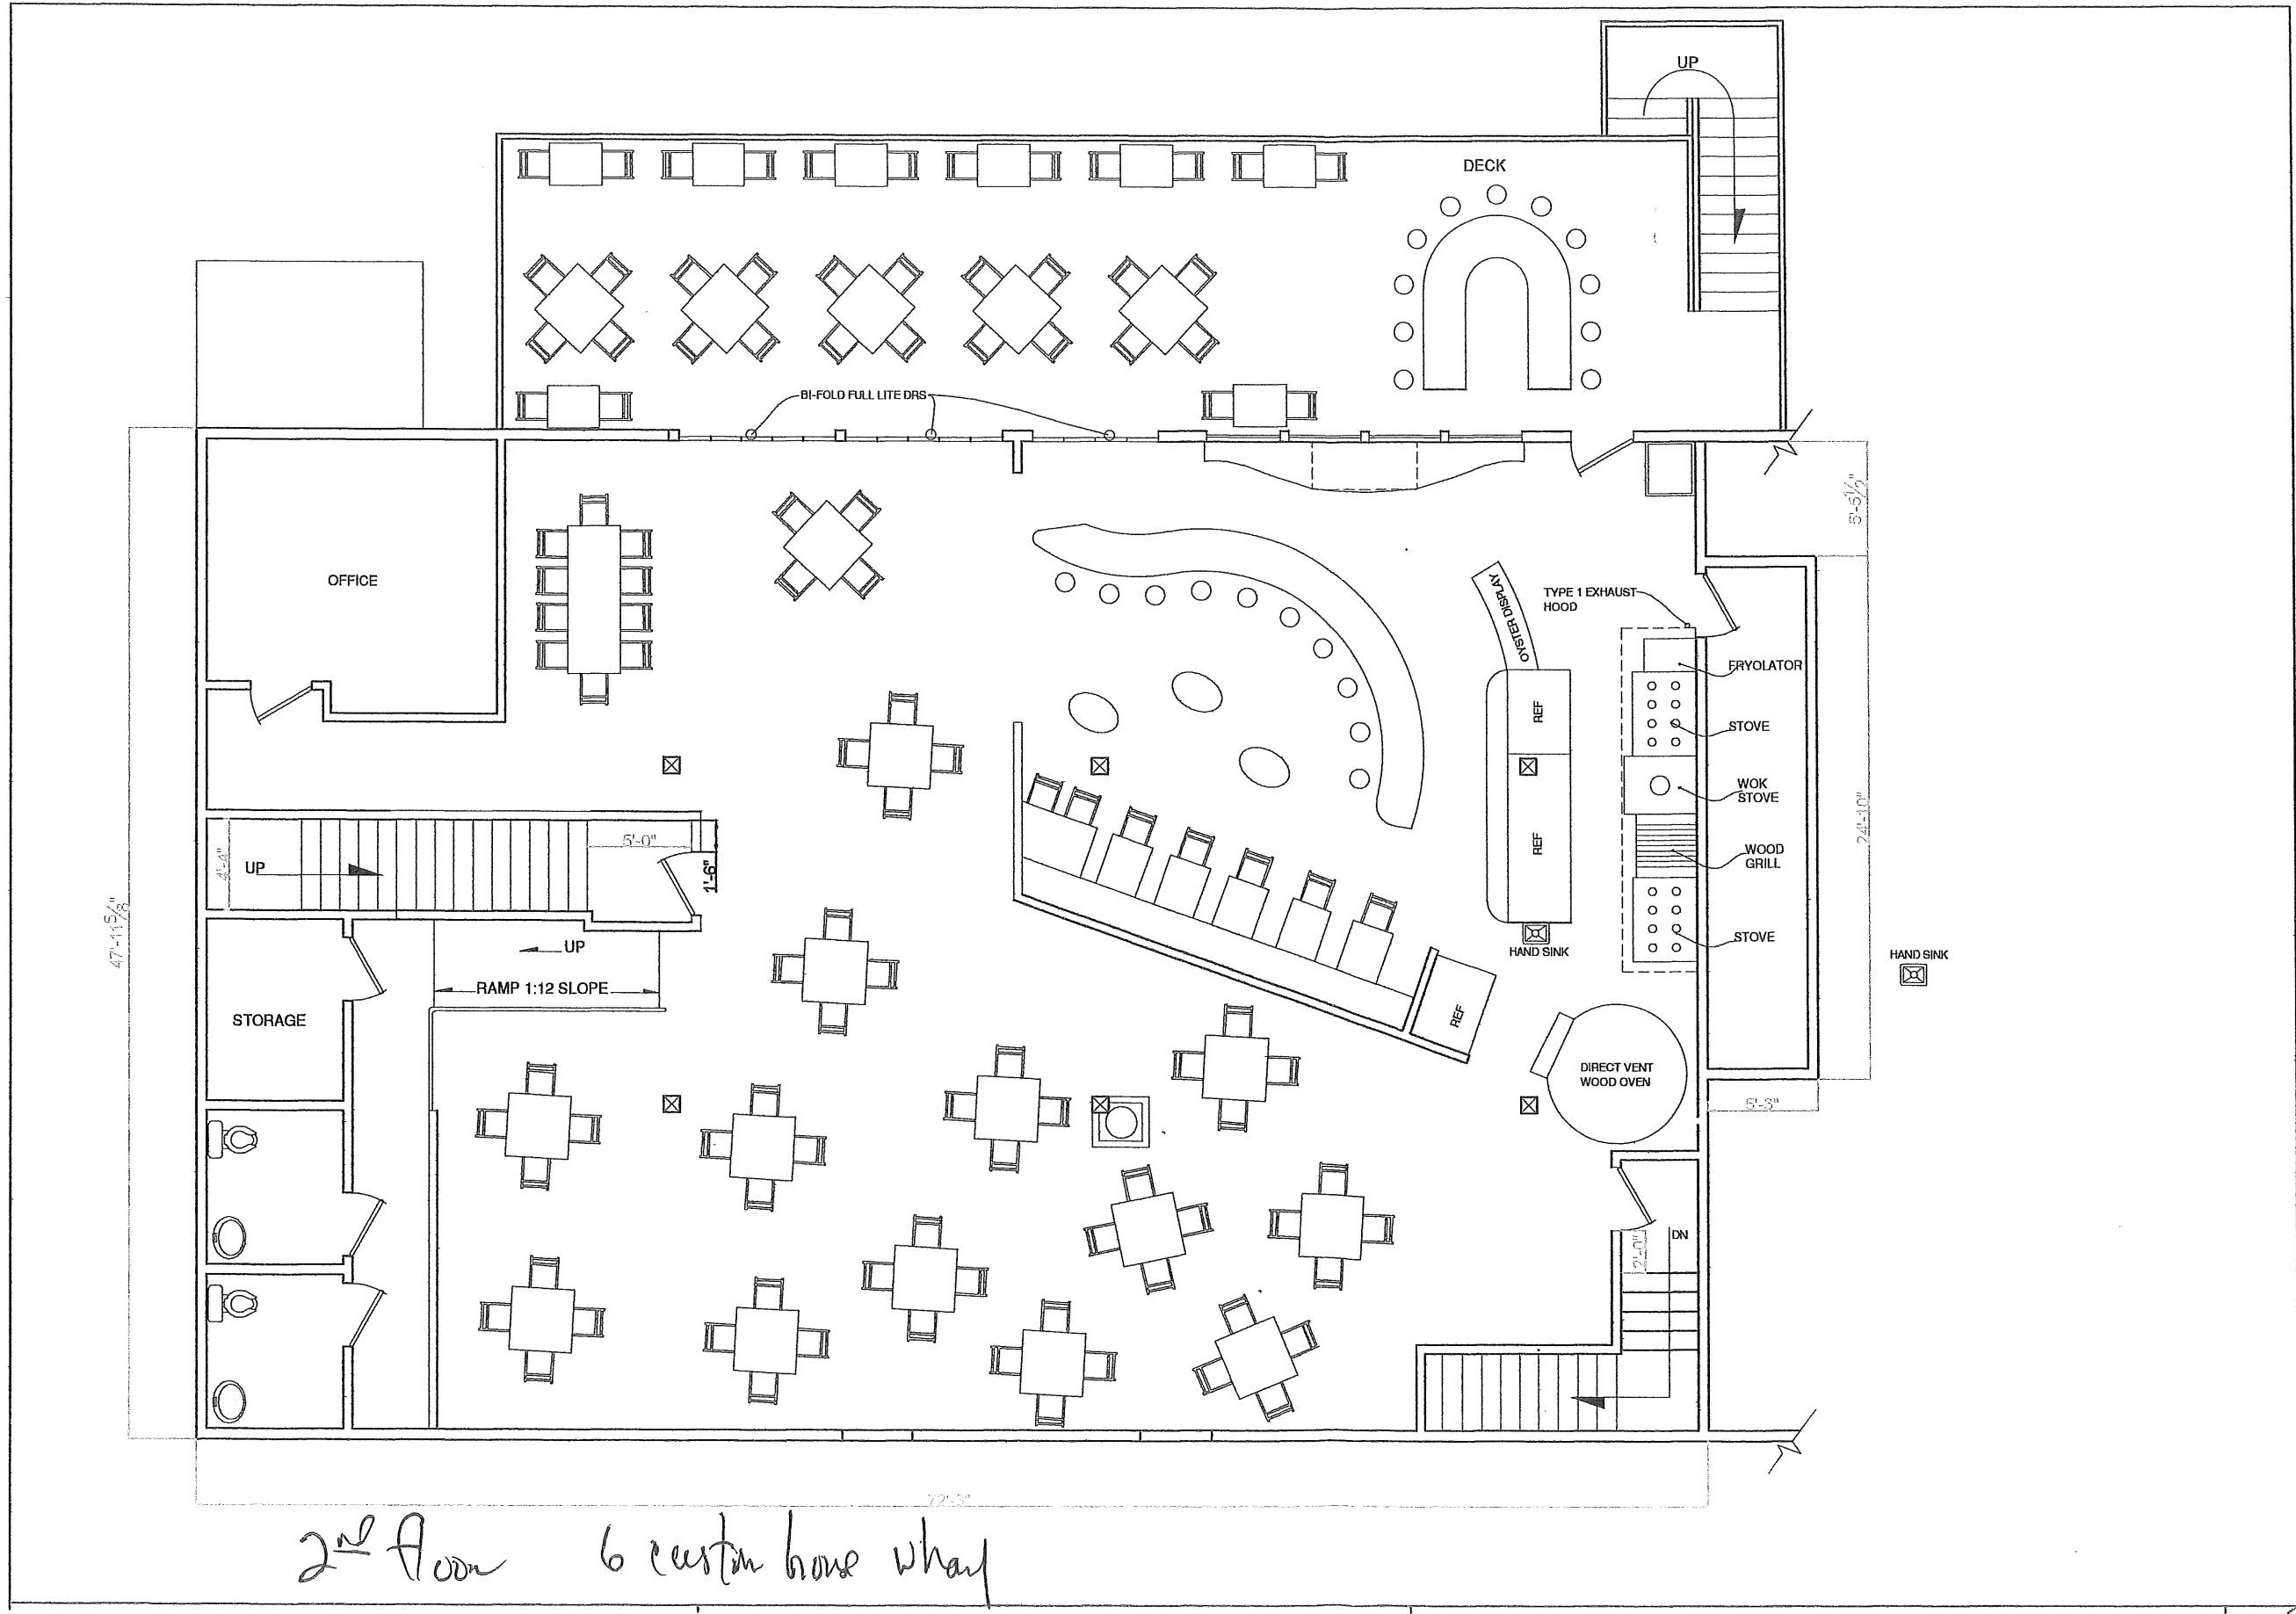 UP
DECK
BI-FOLD FULL LITE DRS
5'-5½"
OFFICE
OYSTER DISPLAY
TYPE 1 EXHAUST
HOOD
FRYOLATOR
REF
STOVE
WOK
STOVE
24'-10"
REF
WOOD
GRILL
5'-0"
4'-4"
UP
1'-6"
47'-11⅝"
UP
STOVE
HAND SINK
HAND SINK
RAMP 1:12 SLOPE
STORAGE
REF
DIRECT VENT
WOOD OVEN
5'-3"
DN
2'-0"
72'-3"
2nd floor 6 custom house wharf